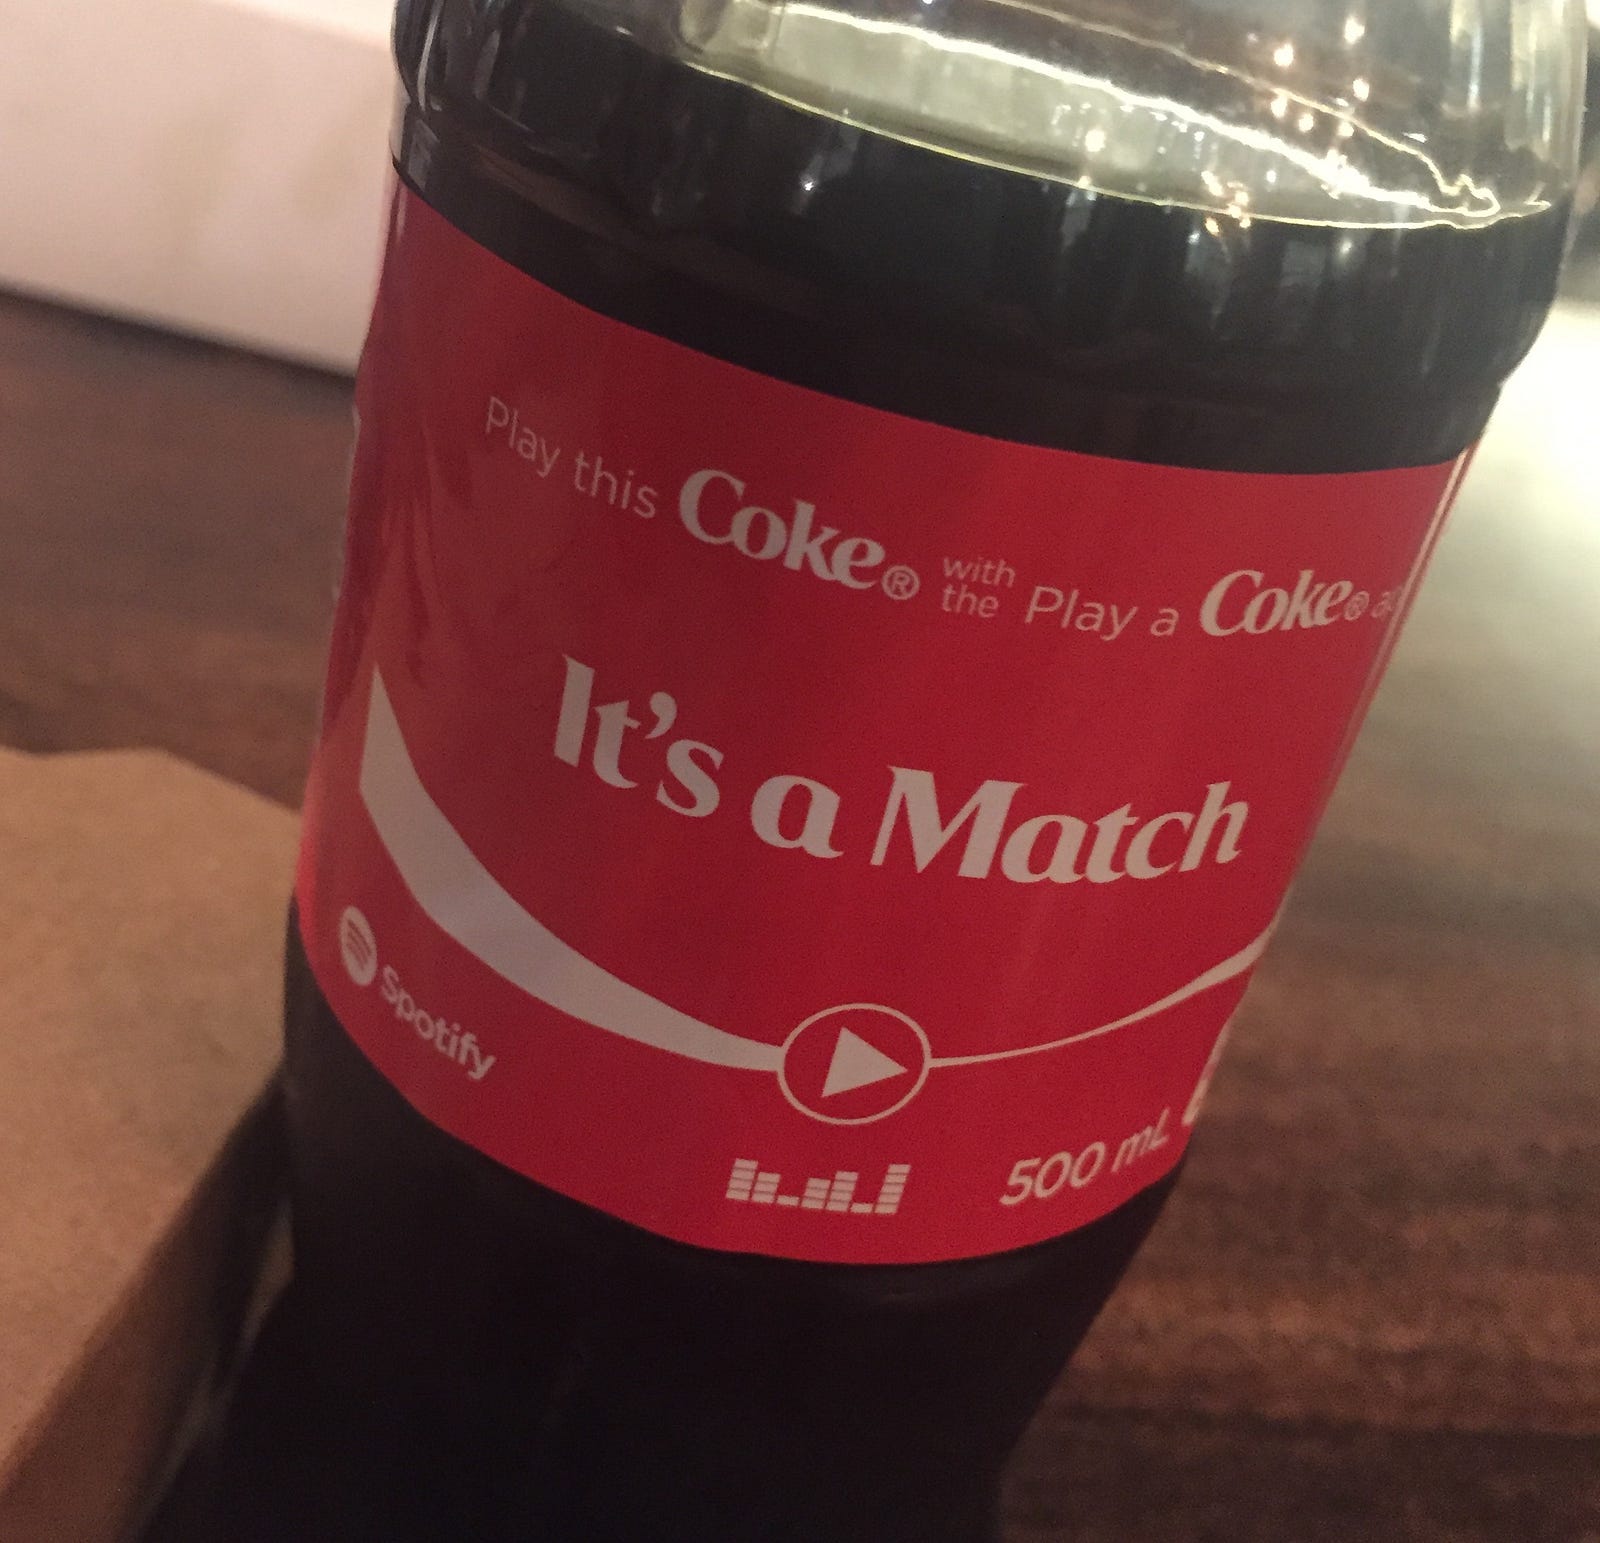 Play this Coke® with the Play a Coke®
It's a Match
Spotify
500 mL